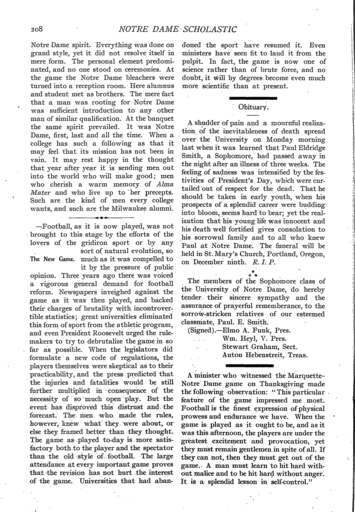 208
NOTRE DAME SCHOLASTIC
Notre Dame spirit. Everything was done on
grand style, yet it did not resolve itself in
mere form. The personal element predomi-
nated, and no one stood on ceremonies. At
the game the Notre Dame bleachers were
turned into a reception room. Here alumnus
and student met as brothers. The mere fact
that a man was rooting for Notre Dame
was sufficient introduction to any other
man of similar qualification. At the banquet
the same spirit prevailed. It was Notre
Dame, first, last and all the time. When a
college has such a following as that it
may feel that its mission has not been in
vain. It may rest happy in the thought
that year after year it is sending men out
into the world who will make good; men
who cherish a warm memory of Alma
Mater and who live up to her precepts.
Such are the kind of men every college
wants, and such are the Milwaukee alumni.
—Football, as it is now played, was not
brought to this stage by the efforts of the
lovers of the gridiron sport or by any
sort of natural evolution, so
The New Game. much as it was compelled to
it by the pressure of public
opinion. Three years ago there was voiced
a vigorous general demand for football
reform. Newspapers inveighed against the
game as it was then played, and backed
their charges of brutality with incontrover-
tible statistics; great universities eliminated
this form of sport from the athletic program,
and even President Roosevelt urged the rule-
makers to try to debrutalize the game in so
far as possible. When the legislators did
formulate a new code of regulations, the
players themselves were skeptical as to their
practicability, and the press predicted that
the injuries and fatalities would be still
further multiplied in consequence of the
necessity of so much open play. But the
event has disproved this distrust and the
forecast. The men who made the rules,
however, knew what they were about, or
else they framed better than they thought.
The game as played to-day is more satis-
factory both to the player and the spectator
than the old style of football. The large
attendance at every important game proves
that the revision has not hurt the interest
of the game. Universities that had aban-
doned the sport have resumed it. Even
ministers have seen fit to laud it from the
pulpit. In fact, the game is now one of
science rather than of brute force, and no
doubt, it will by degrees become even much
more scientific than at present.
Obituary.
A shudder of pain and a mournful realiza-
tion of the inevitableness of death spread
over the University on Monday morning
last when it was learned that Paul Eldridge
Smith, a Sophomore, had passed away in
the night after an illness of three weeks. The
feeling of sadness was intensified by the fes-
tivities of President's Day, which were cur-
tailed out of respect for the dead. That he
should be taken in early youth, when his
prospects of a splendid career were budding
into bloom, seems hard to bear; yet the real-
ization that his young life was innocent and
his death well fortified gives consolation to
his sorrowful family and to all who knew
Paul at Notre Dame. The funeral will be
held in St. Mary's Church, Portland, Oregon,
on December ninth. R. I. P.
***
The members of the Sophomore class of
the University of Notre Dame, do hereby
tender their sincere sympathy and the
assurance of prayerful remembrance, to the
sorrow-stricken relatives of our esteemed
classmate, Paul. E. Smith.
(Signed).—Elmo A. Funk, Pres.
Wm. Heyl, V. Pres.
Stewart Graham, Sect.
Anton Hebenstreit, Treas.
A minister who witnessed the Marquette-
Notre Dame game on Thanksgiving made
the following observation: "This particular
feature of the game impressed me most.
Football is the finest expression of physical
prowess and endurance we have. When the
game is played as it ought to be, and as it
was this afternoon, the players are under the
greatest excitement and provocation, yet
they must remain gentlemen in spite of all. If
they can not, then they must get out of the
game. A man must learn to hit hard with-
out malice and to be hit hard without anger.
It is a splendid lesson in self-control."